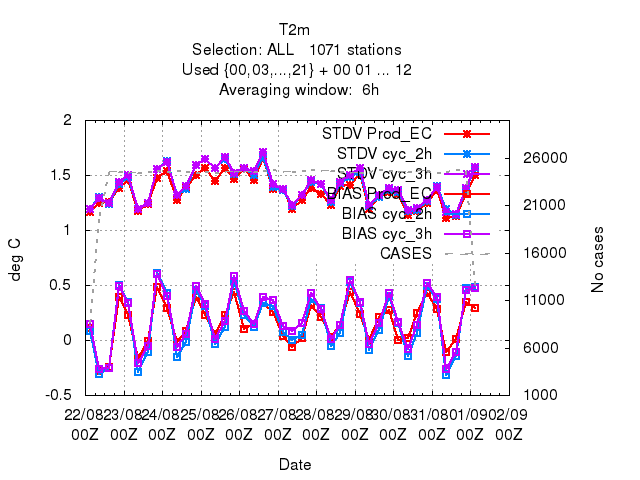 T2m
Selection: ALL   1071 stations
Used {00,03,...,21} + 00 01 ... 12
Averaging window:  6h
STDV Prod_EC
STDV cyc_2h
STDV cyc_3h
BIAS Prod_EC
BIAS cyc_2h
BIAS cyc_3h
CASES
deg C
2
1.5
1
0.5
0
-0.5
No cases
26000
21000
16000
11000
6000
1000
22/08 23/08 24/08 25/08 26/08 27/08 28/08 29/08 30/08 31/08 01/09 02/09
00Z 00Z 00Z 00Z 00Z 00Z 00Z 00Z 00Z 00Z 00Z 00Z
Date